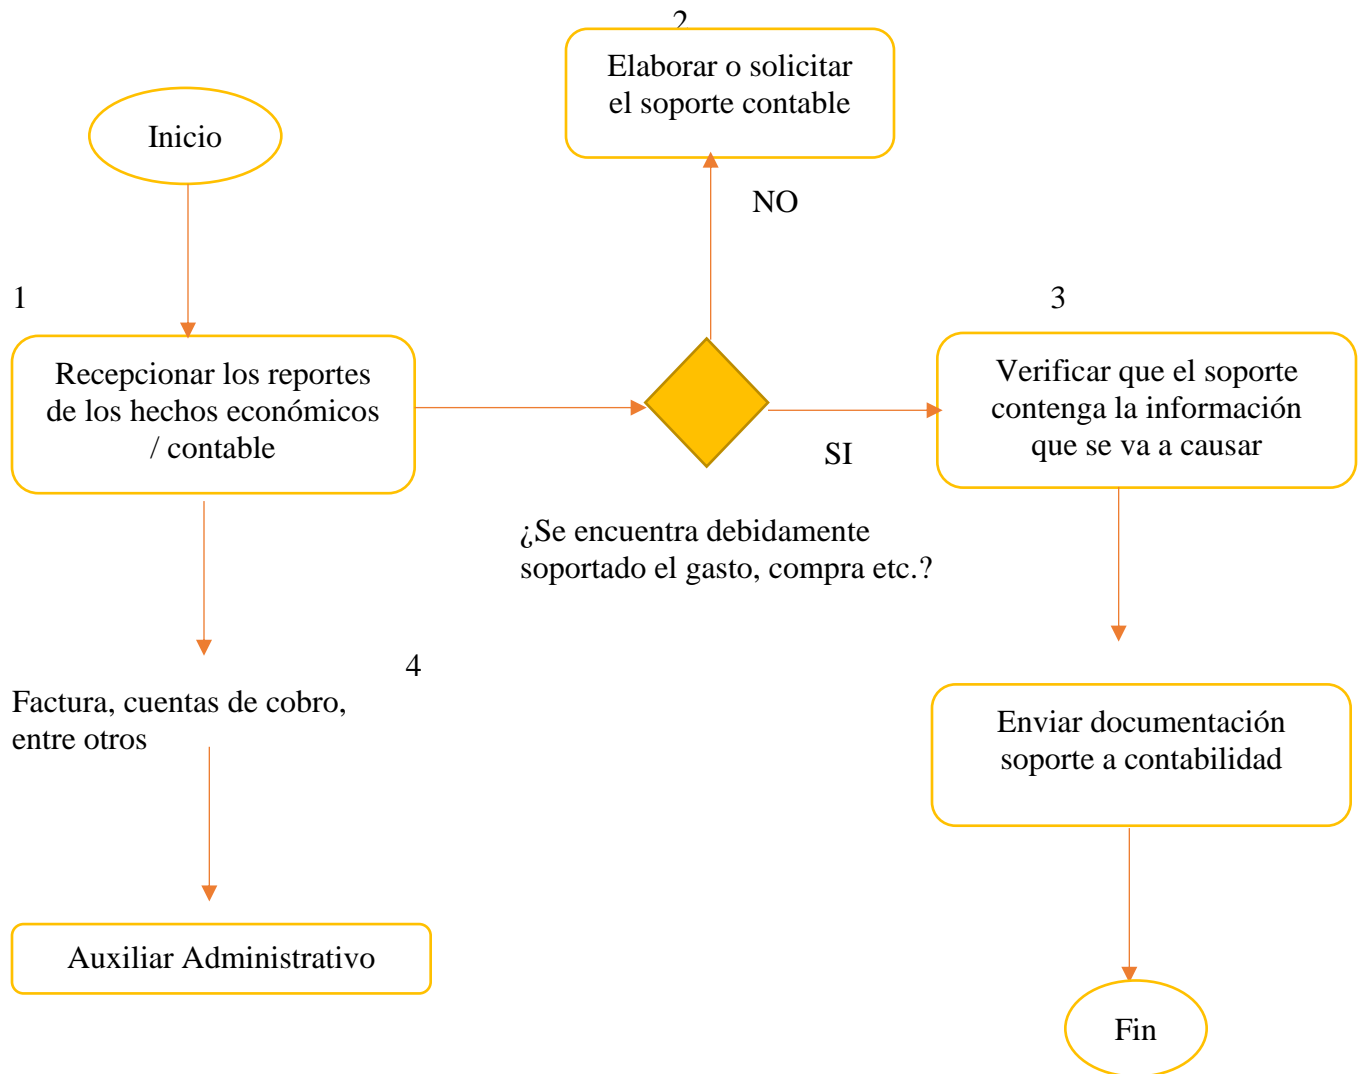 2
Elaborar o solicitar
el soporte contable
Inicio
NO
1
3
Recepcionar los reportes
de los hechos económicos
/ contable
Verificar que el soporte
contenga la información
que se va a causar
SI
¿Se encuentra debidamente
soportado el gasto, compra etc.?
4
Factura, cuentas de cobro,
entre otros
Enviar documentación
soporte a contabilidad
Auxiliar Administrativo
Fin